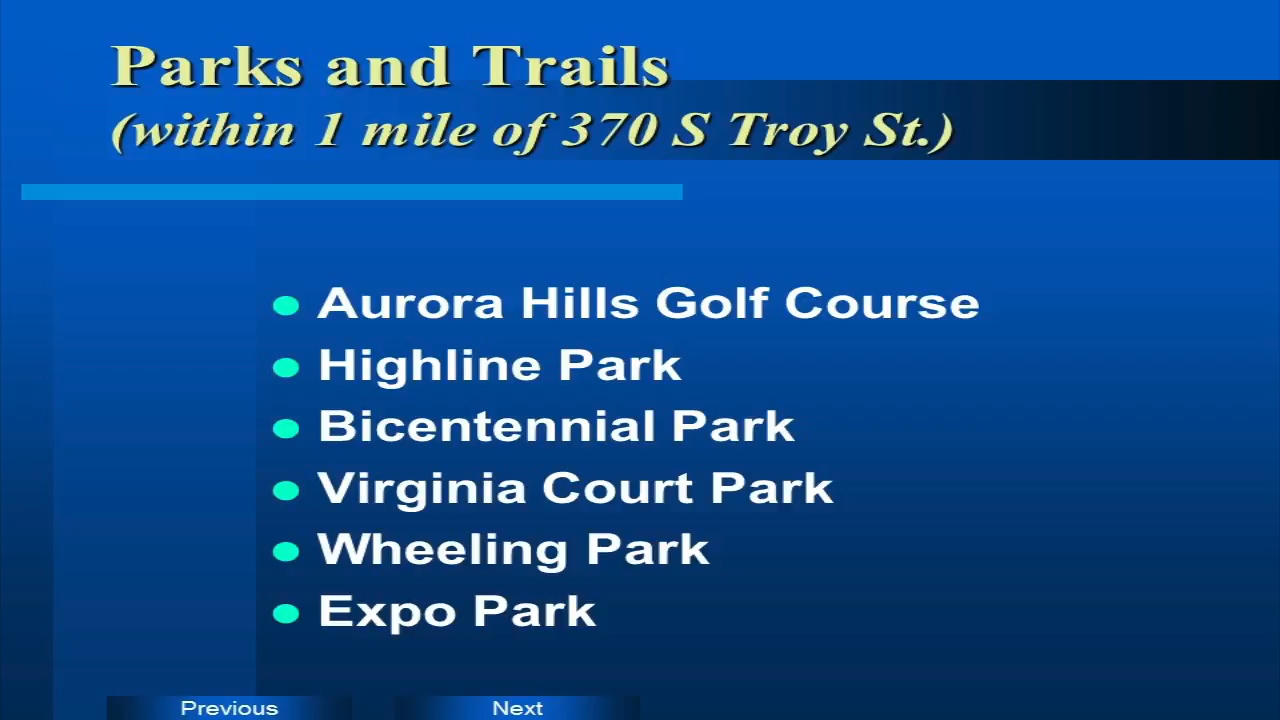 Parks and Trails
(within 1 mile of 370 S Troy St.)
Aurora Hills Golf Course
Highline Park
Bicentennial Park
Virginia Court Park
Wheeling Park
Expo Park
Previous
Next